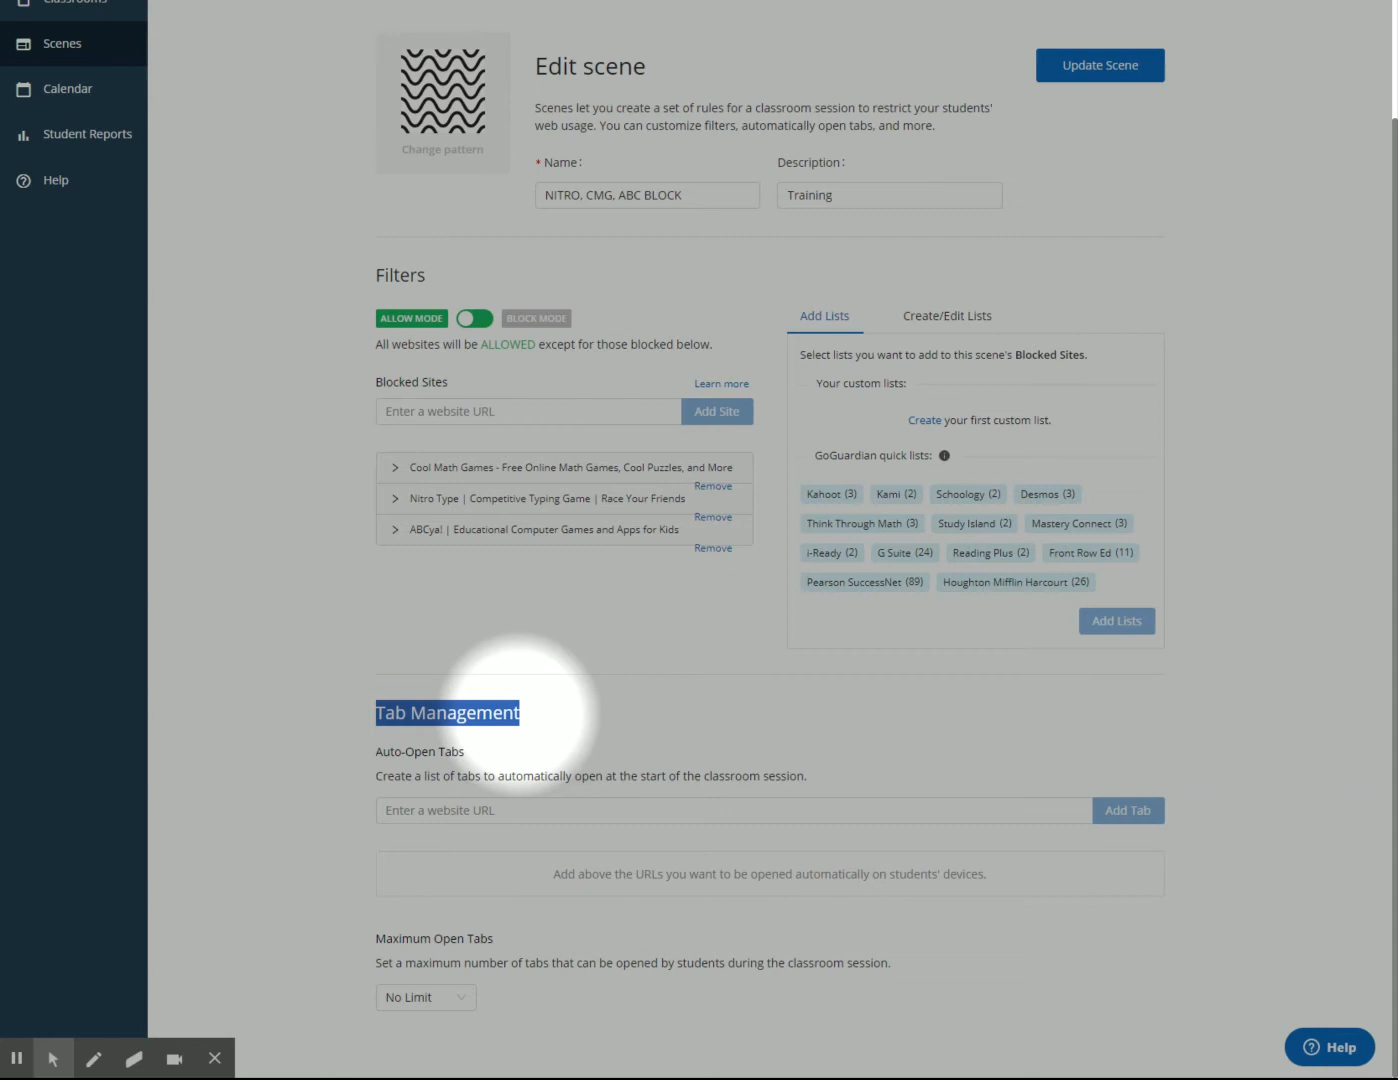 Classrooms
Scenes
Calendar
Student Reports
Help
Change pattern
Edit scene
Update Scene
Scenes let you create a set of rules for a classroom session to restrict your students'
web usage. You can customize filters, automatically open tabs, and more.
* Name:
Description:
NITRO, CMG, ABC BLOCK
Training
Filters
ALLOW MODE
BLOCK MODE
All websites will be ALLOWED except for those blocked below.
Blocked Sites
Learn more
Enter a website URL
Add Site
Cool Math Games - Free Online Math Games, Cool Puzzles, and More
Remove
Nitro Type | Competitive Typing Game | Race Your Friends
Remove
ABCya! | Educational Computer Games and Apps for Kids
Remove
Add Lists
Create/Edit Lists
Select lists you want to add to this scene's Blocked Sites.
Your custom lists:
Create your first custom list.
GoGuardian quick lists:
Kahoot (3) Kami (2) Schoology (2) Desmos (3)
Think Through Math (3) Study Island (2) Mastery Connect (3)
i-Ready (2) G Suite (24) Reading Plus (2) Front Row Ed (11)
Pearson SuccessNet (89) Houghton Mifflin Harcourt (26)
Add Lists
Tab Management
Auto-Open Tabs
Create a list of tabs to automatically open at the start of the classroom session.
Enter a website URL
Add Tab
Add above the URLs you want to be opened automatically on students' devices.
Maximum Open Tabs
Set a maximum number of tabs that can be opened by students during the classroom session.
No Limit
Help